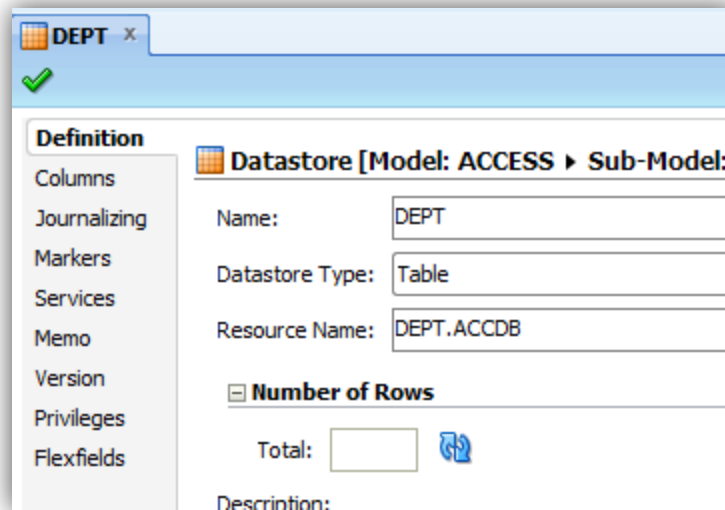 DEPT x
Definition
Columns
Journalizing
Markers
Services
Memo
Version
Privileges
Flexfields
Datastore [Model: ACCESS ▸ Sub-Model:
Name: DEPT
Datastore Type: Table
Resource Name: DEPT.ACCDB
Number of Rows
Total:
Description: